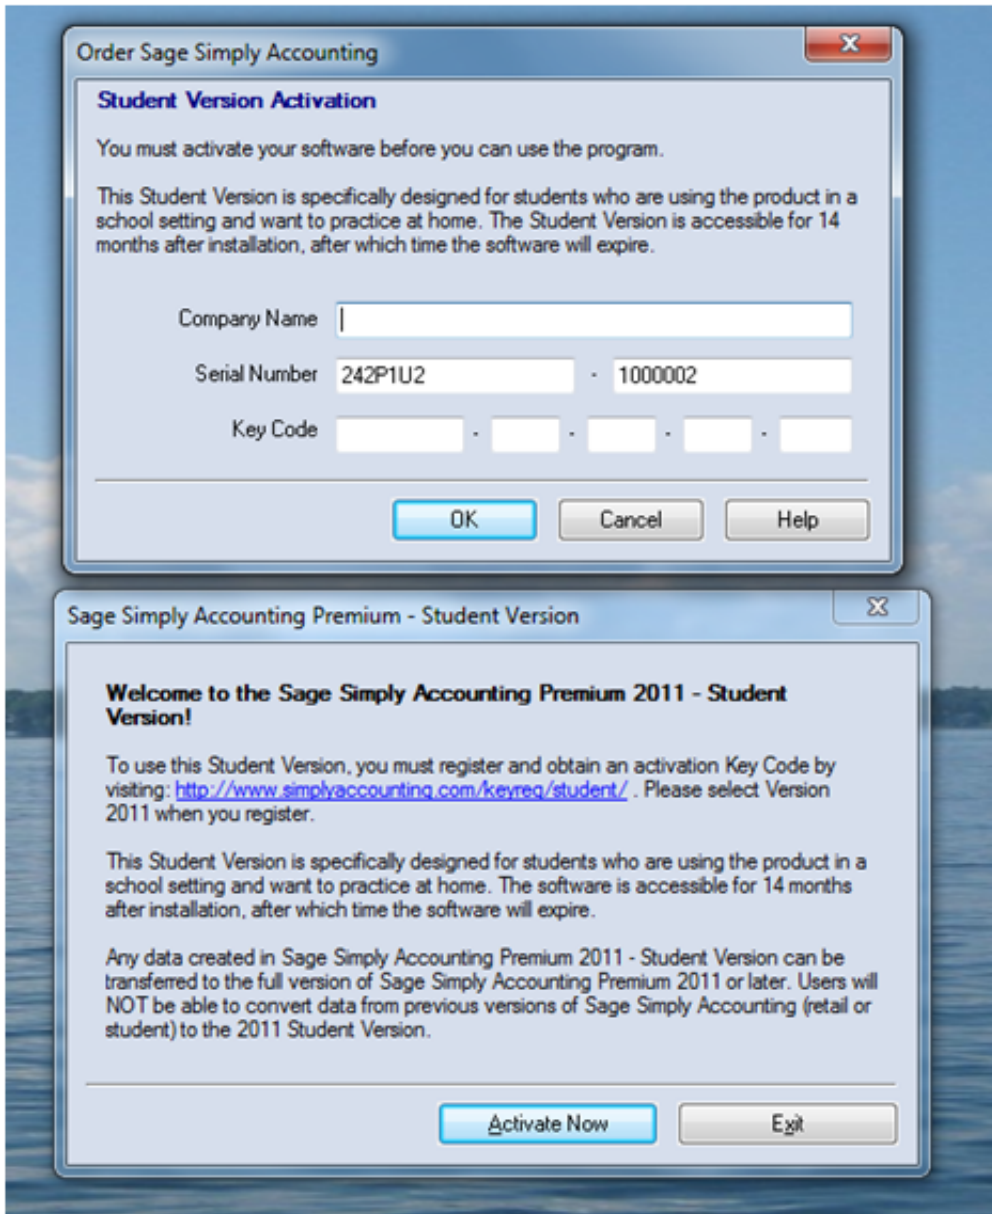 Order Sage Simply Accounting
Student Version Activation
You must activate your software before you can use the program.
This Student Version is specifically designed for students who are using the product in a
school setting and want to practice at home. The Student Version is accessible for 14
months after installation, after which time the software will expire.
Company Name
Serial Number 242P1U2 - 1000002
Key Code - - - -
OK Cancel Help
Sage Simply Accounting Premium - Student Version
Welcome to the Sage Simply Accounting Premium 2011 - Student
Version!
To use this Student Version, you must register and obtain an activation Key Code by
visiting: http://www.simplyaccounting.com/keyreq/student/ . Please select Version
2011 when you register.
This Student Version is specifically designed for students who are using the product in a
school setting and want to practice at home. The software is accessible for 14 months
after installation, after which time the software will expire.
Any data created in Sage Simply Accounting Premium 2011 - Student Version can be
transferred to the full version of Sage Simply Accounting Premium 2011 or later. Users will
NOT be able to convert data from previous versions of Sage Simply Accounting (retail or
student) to the 2011 Student Version.
Activate Now Exit